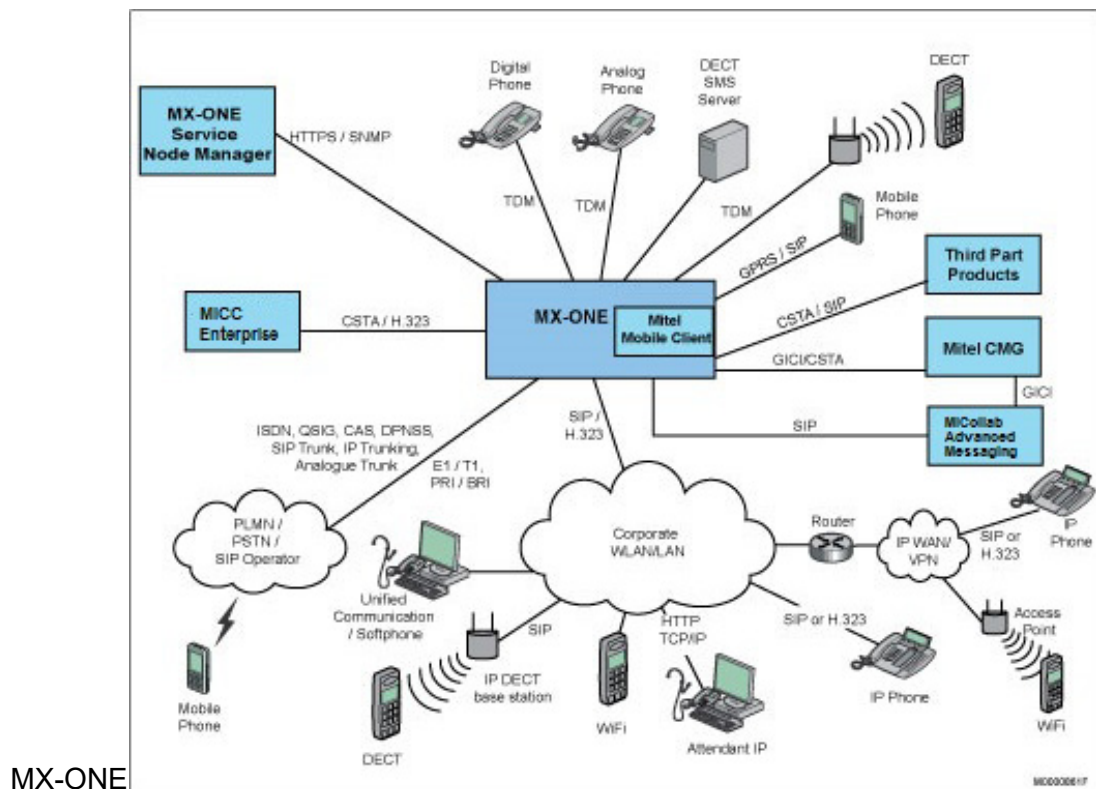 Digital
Phone
Analog
Phone
DECT
SMS
Server
DECT
MX-ONE
Service
Node Manager
HTTPS / SNMP
TDM
TDM
TDM
Mobile
Phone
GPRS / SIP
Third Part
Products
CSTA / SIP
MICC
Enterprise
CSTA / H.323
MX-ONE
Mitel
Mobile Client
Mitel CMG
GICI/CSTA
GICI
SIP
MICollab
Advanced
Messaging
ISDN, QSIG, CAS, DPNSS,
SIP Trunk, IP Trunking,
Analogue Trunk
E1 / T1,
PRI / BRI
SIP /
H.323
PLMN /
PSTN /
SIP Operator
Corporate
WLAN/LAN
Router
IP WAN/
VPN
SIP or
H.323
IP
Phone
Unified
Communication
/ Softphone
SIP
HTTP
TCP/IP
SIP or H.323
Access
Point
Mobile
Phone
IP DECT
base station
DECT
WiFi
Attendant IP
IP Phone
WiFi
MX-ONE
M00000617